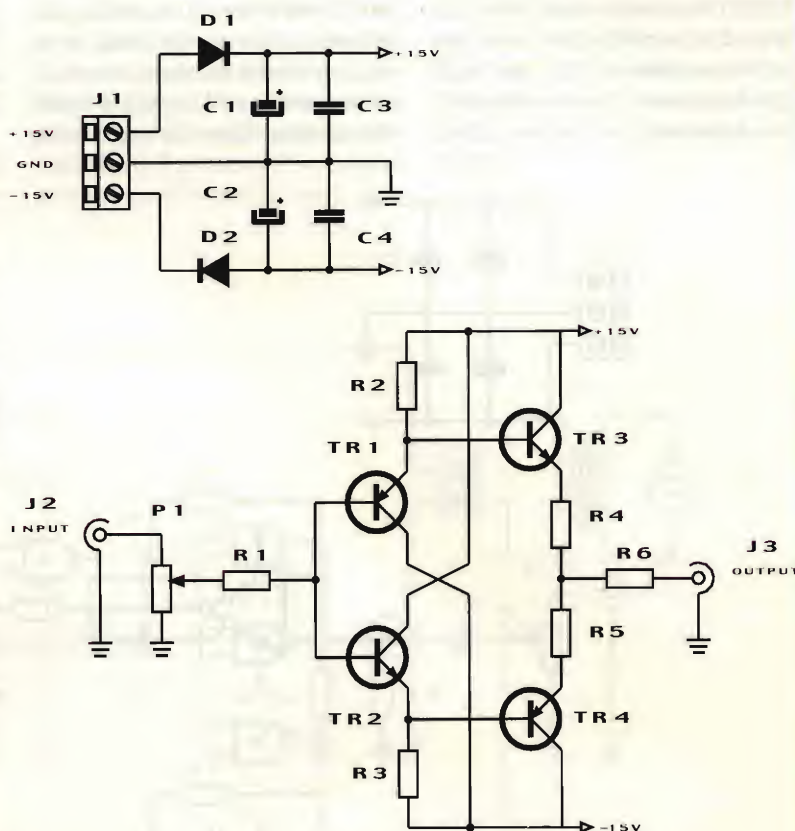 D1
+15V
J1
C1
C3
+15V
GND
-15V
C2
D2
C4
-15V
+15V
R2
TR1
TR3
J2
INPUT
P1
R1
R4
R6
J3
OUTPUT
R5
TR2
TR4
R3
-15V